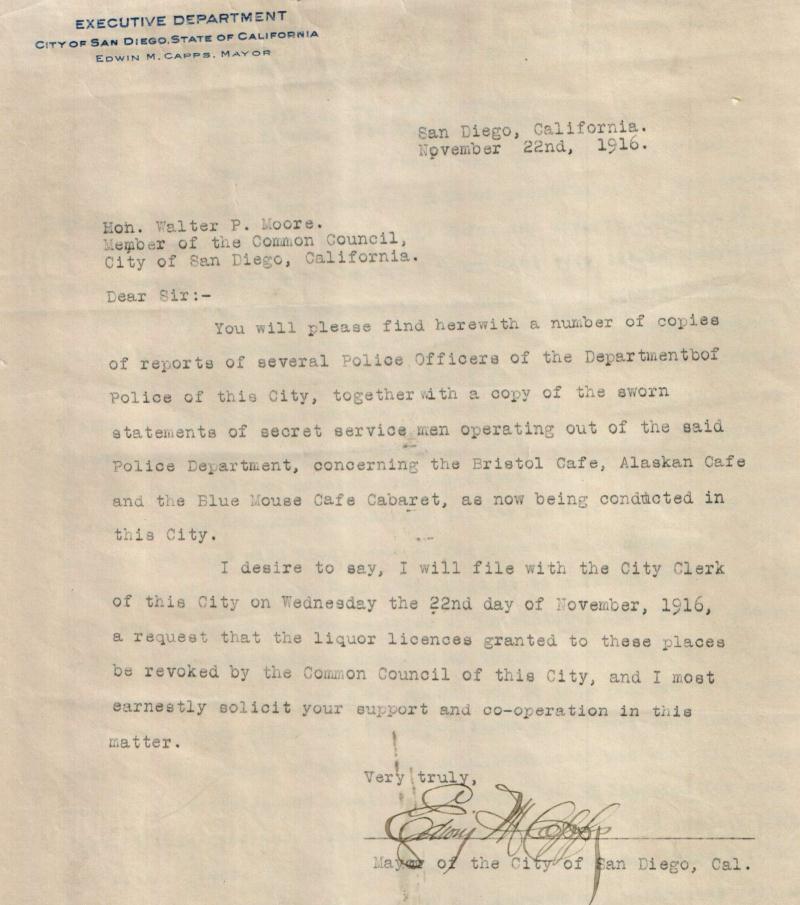 EXECUTIVE DEPARTMENT
CITY OF SAN DIEGO, STATE OF CALIFORNIA
EDWIN M. CAPPS, MAYOR
San Diego, California.
November 22nd, 1916.
Hon. Walter P. Moore.
Member of the Common Council,
City of San Diego, California.
Dear Sir:-
You will please find herewith a number of copies
of reports of several Police Officers of the Departmentbof
Police of this City, together with a copy of the sworn
statements of secret service men operating out of the said
Police Department, concerning the Bristol Cafe, Alaskan Cafe
and the Blue Mouse Cafe Cabaret, as now being conducted in
this City.
I desire to say, I will file with the City Clerk
of this City on Wednesday the 22nd day of November, 1916,
a request that the liquor licences granted to these places
be revoked by the Common Council of this City, and I most
earnestly solicit your support and co-operation in this
matter.
Very truly,
Edwin M Capps
Mayor of the City of San Diego, Cal.